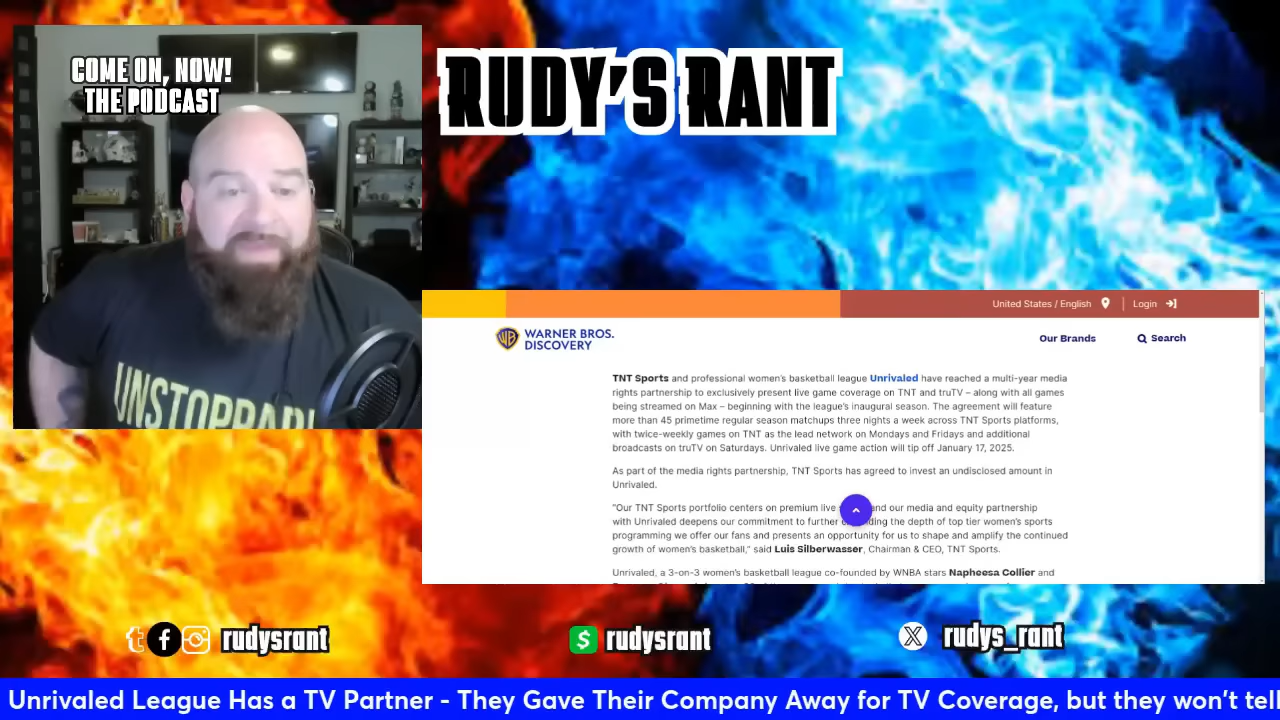 COME ON, NOW!
THE PODCAST
RUDY'S RANT
UNSTOPPABL
United States / English
Login
WARNER BROS.
DISCOVERY
Our Brands
Search
TNT Sports and professional women's basketball league Unrivaled have reached a multi-year media
rights partnership to exclusively present live game coverage on TNT and truTV – along with all games
being streamed on Max – beginning with the league's inaugural season. The agreement will feature
more than 45 primetime regular season matchups three nights a week across TNT Sports platforms,
with twice-weekly games on TNT as the lead network on Mondays and Fridays and additional
broadcasts on truTV on Saturdays. Unrivaled live game action will tip off January 17, 2025.
As part of the media rights partnership, TNT Sports has agreed to invest an undisclosed amount in
Unrivaled.
"Our TNT Sports portfolio centers on premium live and our media and equity partnership
with Unrivaled deepens our commitment to further the depth of top tier women's sports
programming we offer our fans and presents an opportunity for us to shape and amplify the continued
growth of women's basketball," said Luis Silberwasser, Chairman & CEO, TNT Sports.
Unrivaled, a 3-on-3 women's basketball league co-founded by WNBA stars Napheesa Collier and
rudysrant
rudysrant
rudys_rant
Unrivaled League Has a TV Partner - They Gave Their Company Away for TV Coverage, but they won't tell